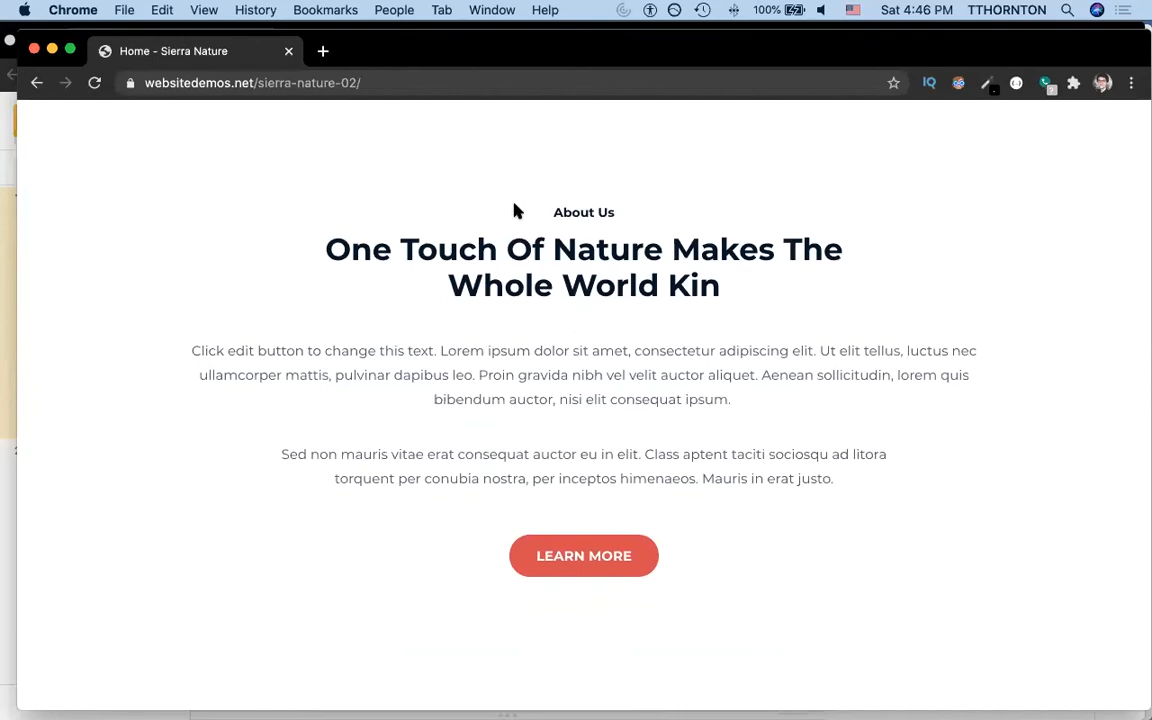 Chrome File Edit View History Bookmarks People Tab Window Help 100% Sat 4:46 PM TTHORNTON
Home - Sierra Nature
websitedemos.net/sierra-nature-02/
About Us
One Touch Of Nature Makes The
Whole World Kin
Click edit button to change this text. Lorem ipsum dolor sit amet, consectetur adipiscing elit. Ut elit tellus, luctus nec
ullamcorper mattis, pulvinar dapibus leo. Proin gravida nibh vel velit auctor aliquet. Aenean sollicitudin, lorem quis
bibendum auctor, nisi elit consequat ipsum.
Sed non mauris vitae erat consequat auctor eu in elit. Class aptent taciti sociosqu ad litora
torquent per conubia nostra, per inceptos himenaeos. Mauris in erat justo.
LEARN MORE